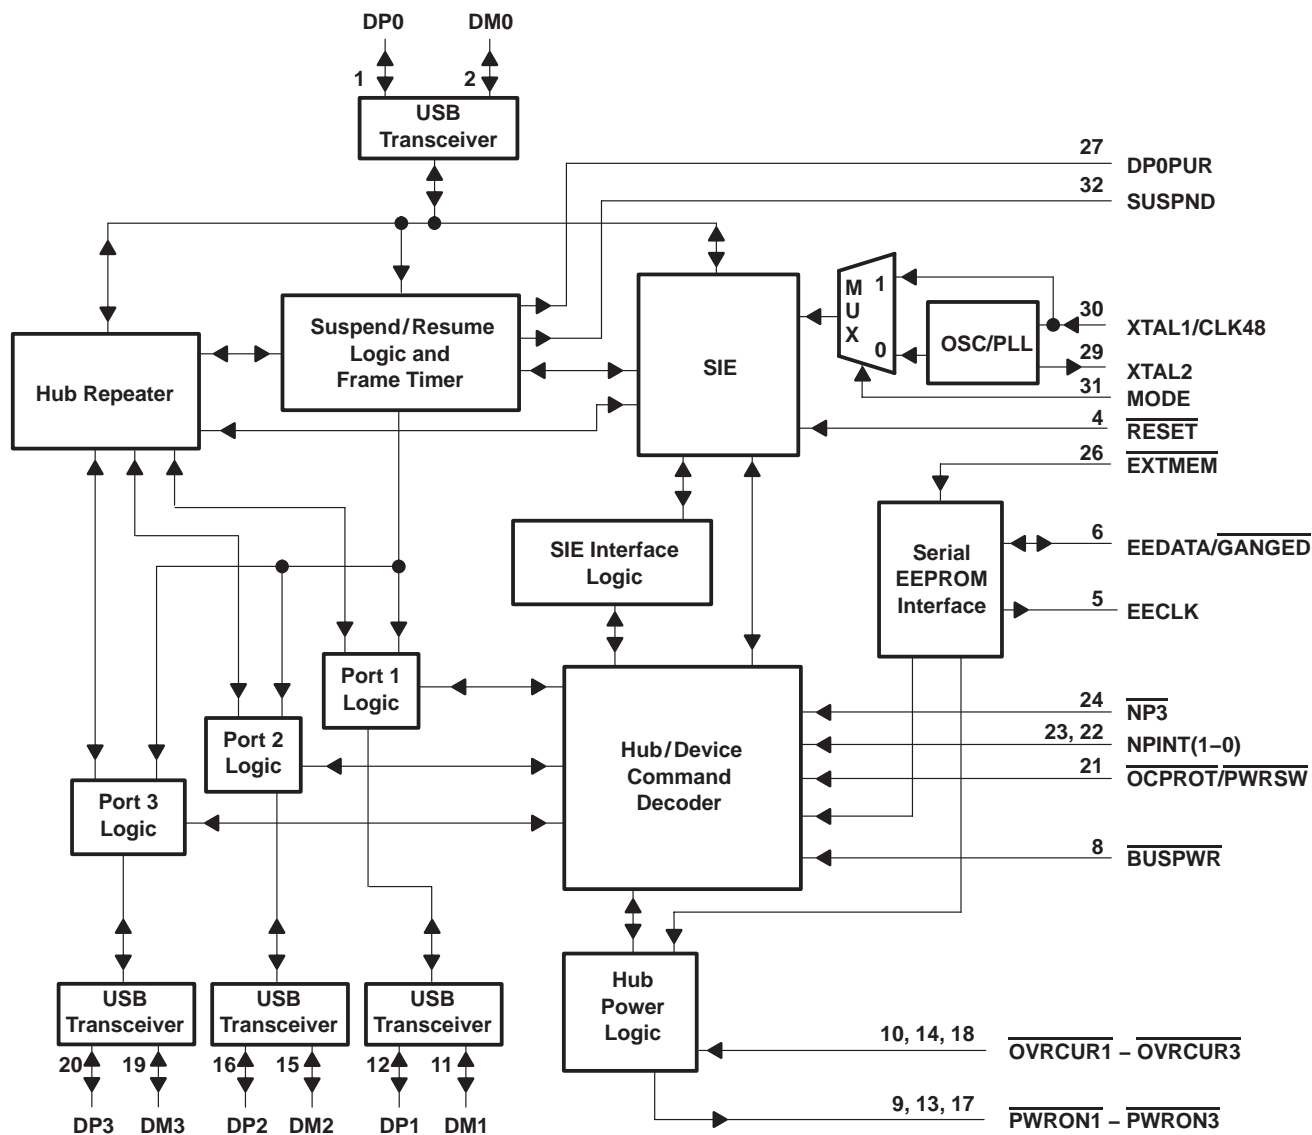 DP0 DM0
1 2
USB
Transceiver
27
DP0PUR
32
SUSPND
Suspend/Resume
Logic and
Frame Timer
Hub Repeater
SIE
M
U
X
1
0
OSC/PLL
30
XTAL1/CLK48
29
XTAL2
31
MODE
4
RESET
26
EXTMEM
SIE Interface
Logic
Serial
EEPROM
Interface
6
EEDATA/GANGED
5
EECLK
Port 1
Logic
Port 2
Logic
Port 3
Logic
Hub/Device
Command
Decoder
24
NP3
23, 22
NPINT(1–0)
21
OCPROT/PWRSW
8
BUSPWR
USB
Transceiver
USB
Transceiver
USB
Transceiver
Hub
Power
Logic
10, 14, 18
OVRCUR1 – OVRCUR3
9, 13, 17
PWRON1 – PWRON3
20 19 16 15 12 11
DP3 DM3 DP2 DM2 DP1 DM1